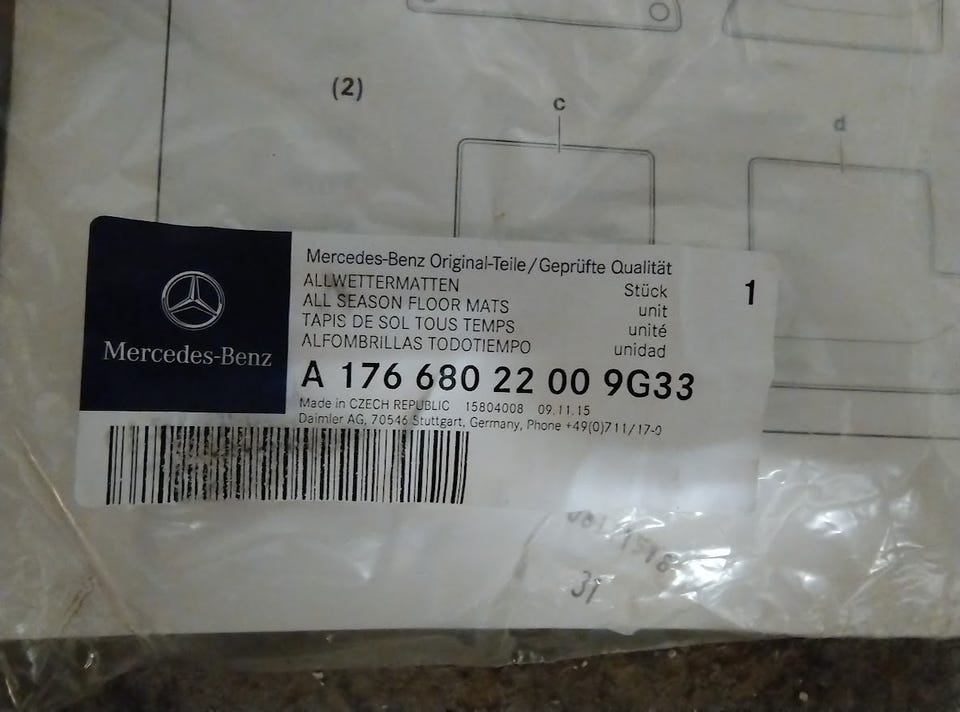 (2)
c
d
Mercedes-Benz
Mercedes-Benz Original-Teile/Geprüfte Qualität
ALLWETTERMATTEN Stück 1
ALL SEASON FLOOR MATS unit
TAPIS DE SOL TOUS TEMPS unité
ALFOMBRILLAS TODOTIEMPO unidad
A 176 680 22 00 9G33
Made in CZECH REPUBLIC 15804008 09.11.15
Daimler AG, 70546 Stuttgart, Germany, Phone +49(0)711/17-0
31